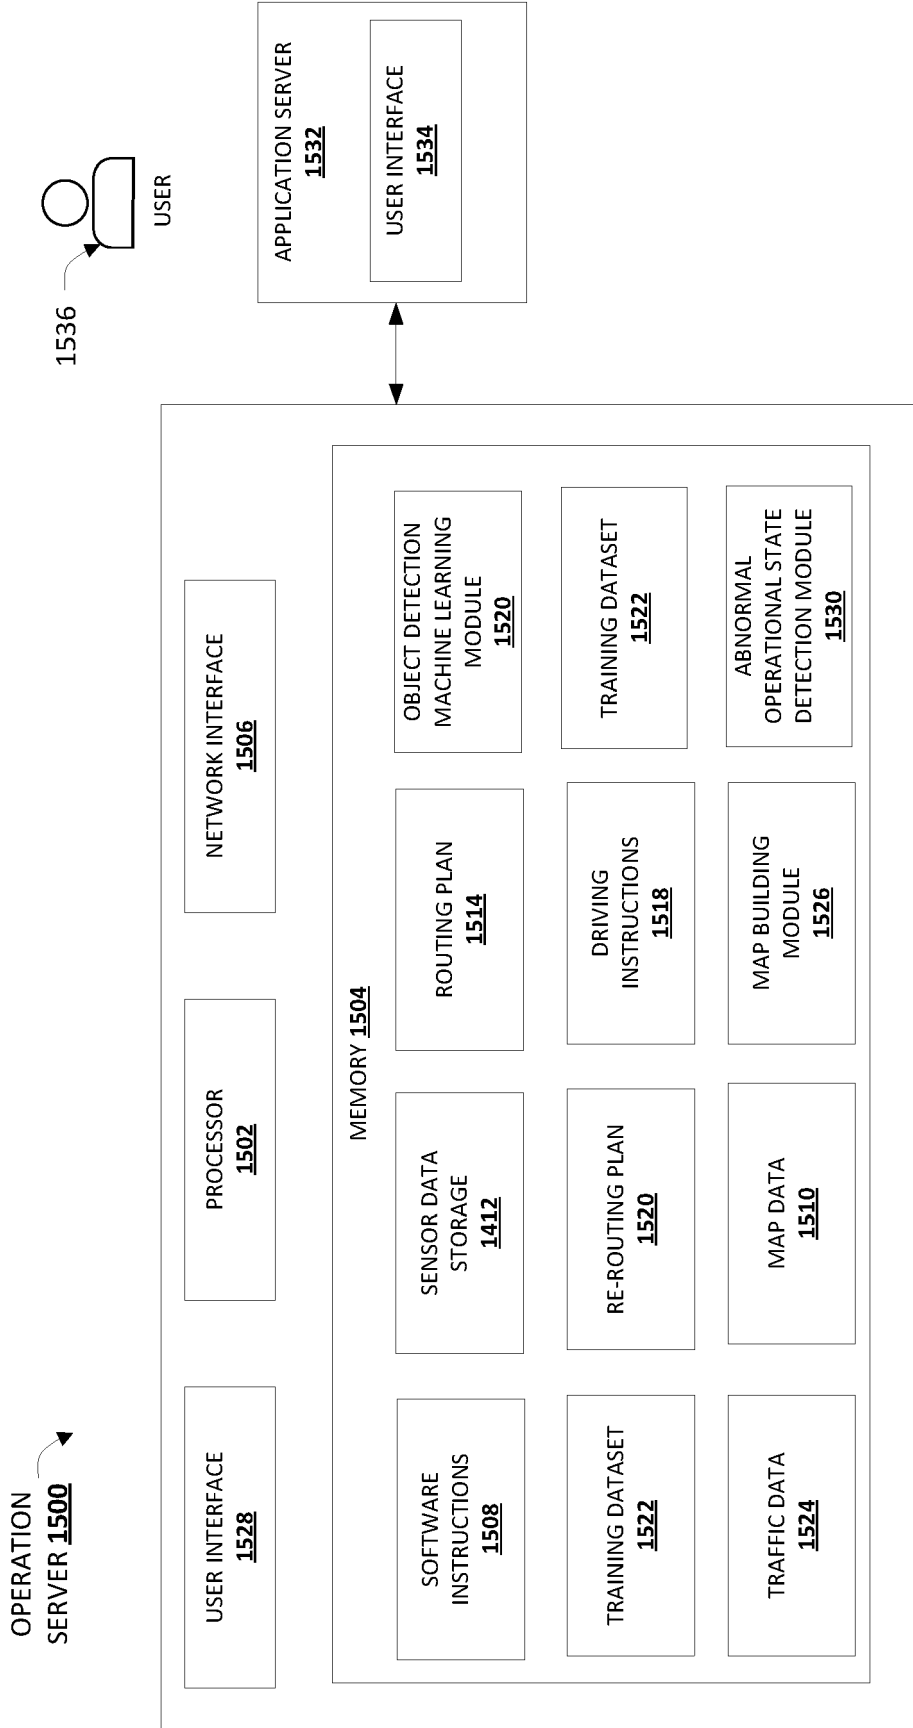 OPERATION
SERVER 1500
USER INTERFACE
1528
PROCESSOR
1502
NETWORK INTERFACE
1506
MEMORY 1504
SOFTWARE
INSTRUCTIONS
1508
SENSOR DATA
STORAGE
1412
ROUTING PLAN
1514
OBJECT DETECTION
MACHINE LEARNING
MODULE
1520
TRAINING DATASET
1522
RE-ROUTING PLAN
1520
DRIVING
INSTRUCTIONS
1518
TRAINING DATASET
1522
TRAFFIC DATA
1524
MAP DATA
1510
MAP BUILDING
MODULE
1526
ABNORMAL
OPERATIONAL STATE
DETECTION MODULE
1530
1536
USER
APPLICATION SERVER
1532
USER INTERFACE
1534